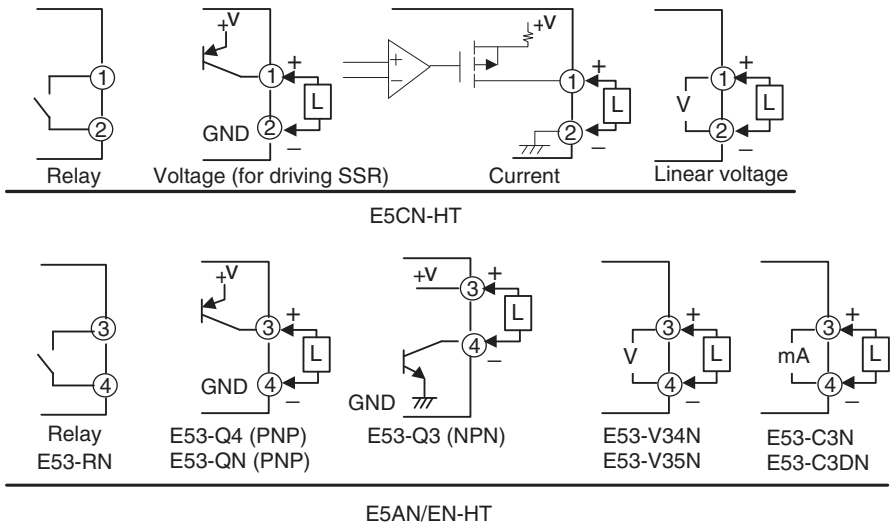 +V
+V
+
+
+
1
1
1
1
+
L
L
V
L
−
2
GND
2
2
2
−
−
−
Relay
Voltage (for driving SSR)
Current
Linear voltage
E5CN-HT
+V
+V
3
+
+
+
+
3
3
L
3
3
L
4
V
L
mA
L
4
GND
4
−
4
4
−
GND
−
−
Relay
E53-RN
E53-Q4 (PNP)
E53-QN (PNP)
E53-Q3 (NPN)
E53-V34N
E53-V35N
E53-C3N
E53-C3DN
E5AN/EN-HT